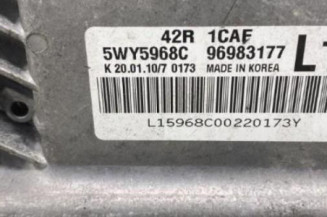 42R 1CAF
5WY5968C 96983177
K 20.01.10/7 0173 MADE IN KOREA
L15968C00220173Y